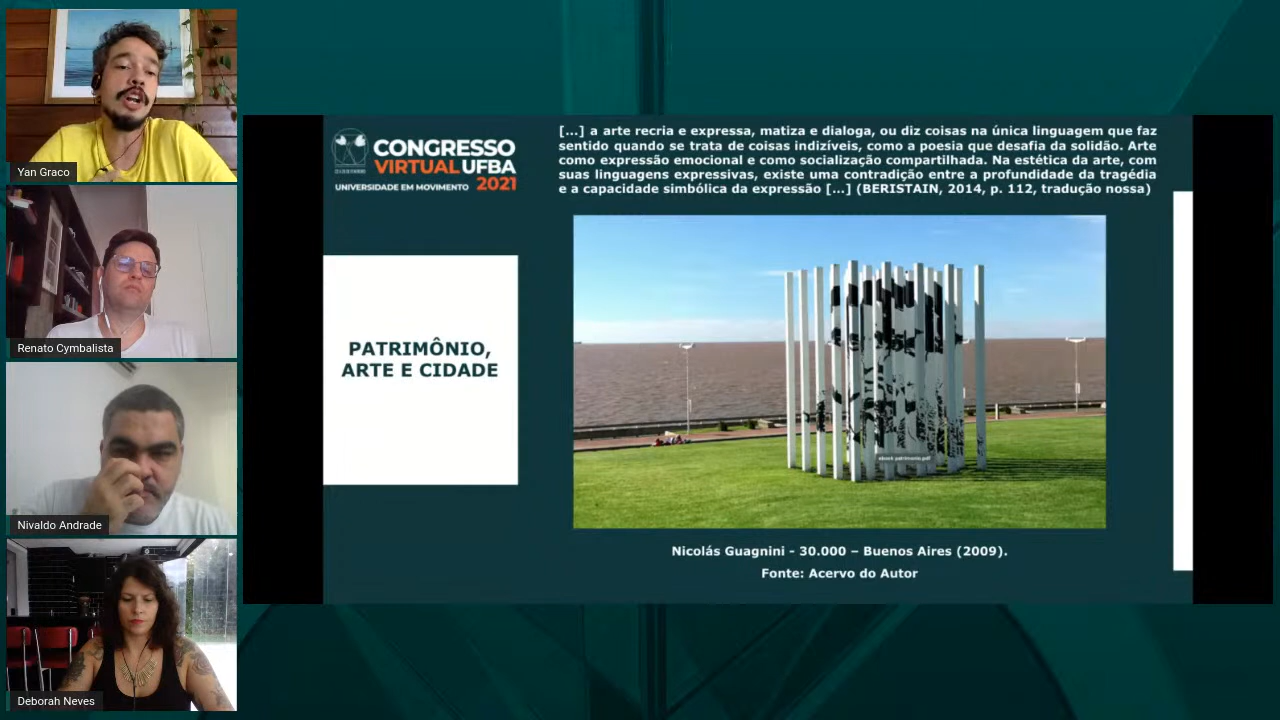 Yan Graco
Renato Cymbalista
Nivaldo Andrade
Deborah Neves
CONGRESSO
VIRTUAL UFBA
UNIVERSIDADE EM MOVIMENTO 2021
PATRIMÔNIO,
ARTE E CIDADE
[...] a arte recria e expressa, matiza e dialoga, ou diz coisas na única linguagem que faz
sentido quando se trata de coisas indizíveis, como a poesia que desafia da solidão. Arte
como expressão emocional e como socialização compartilhada. Na estética da arte, com
suas linguagens expressivas, existe uma contradição entre a profundidade da tragédia
e a capacidade simbólica da expressão [...] (BERISTAIN, 2014, p. 112, tradução nossa)
ebook patrimonio.pdf
Nicolás Guagnini - 30.000 – Buenos Aires (2009).
Fonte: Acervo do Autor